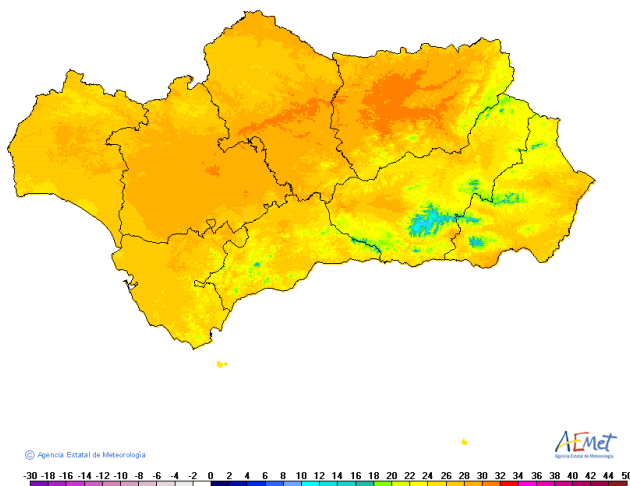 © Agencia Estatal de Meteorología
AEmet
Agencia Estatal de Meteorología
-30 -18 -16 -14 -12 -10 -8 -6 -4 -2 0 2 4 6 8 10 12 14 16 18 20 22 24 26 28 30 32 34 36 38 40 42 44 50